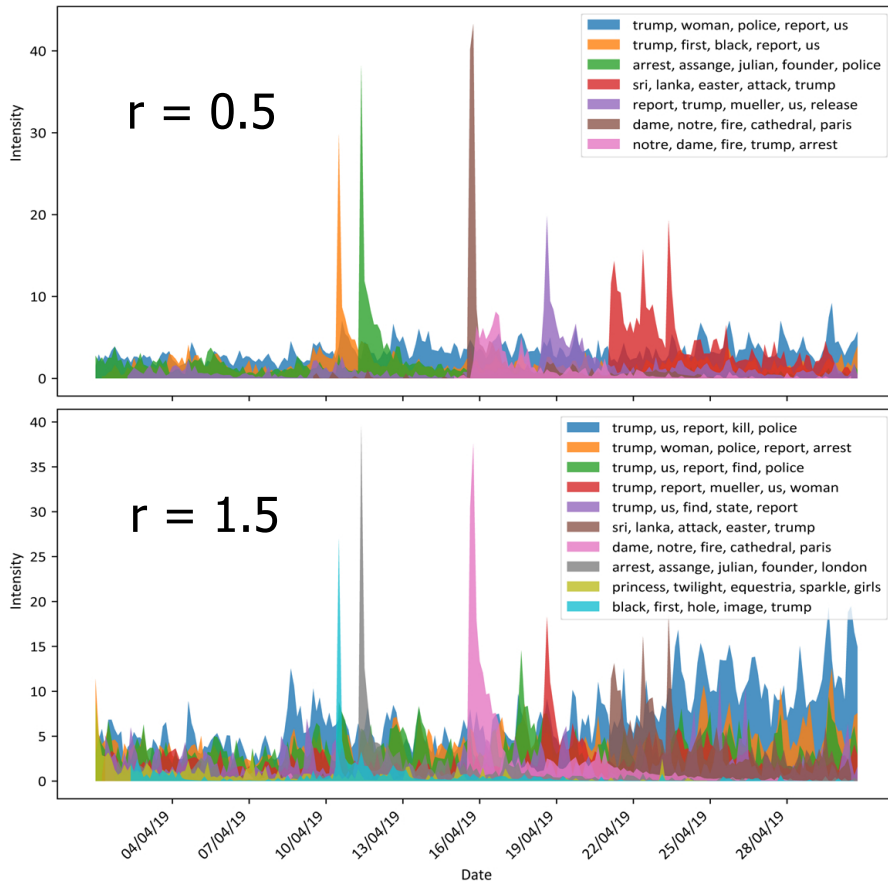 40
30
20
10
0
Intensity
r = 0.5
trump, woman, police, report, us
trump, first, black, report, us
arrest, assange, julian, founder, police
sri, lanka, easter, attack, trump
report, trump, mueller, us, release
dame, notre, fire, cathedral, paris
notre, dame, fire, trump, arrest
40
35
30
25
20
15
10
5
0
Intensity
r = 1.5
trump, us, report, kill, police
trump, woman, police, report, arrest
trump, us, report, find, police
trump, report, mueller, us, woman
trump, us, find, state, report
sri, lanka, attack, easter, trump
dame, notre, fire, cathedral, paris
arrest, assange, julian, founder, london
princess, twilight, equestria, sparkle, girls
black, first, hole, image, trump
04/04/19
07/04/19
10/04/19
13/04/19
16/04/19
19/04/19
22/04/19
25/04/19
28/04/19
Date